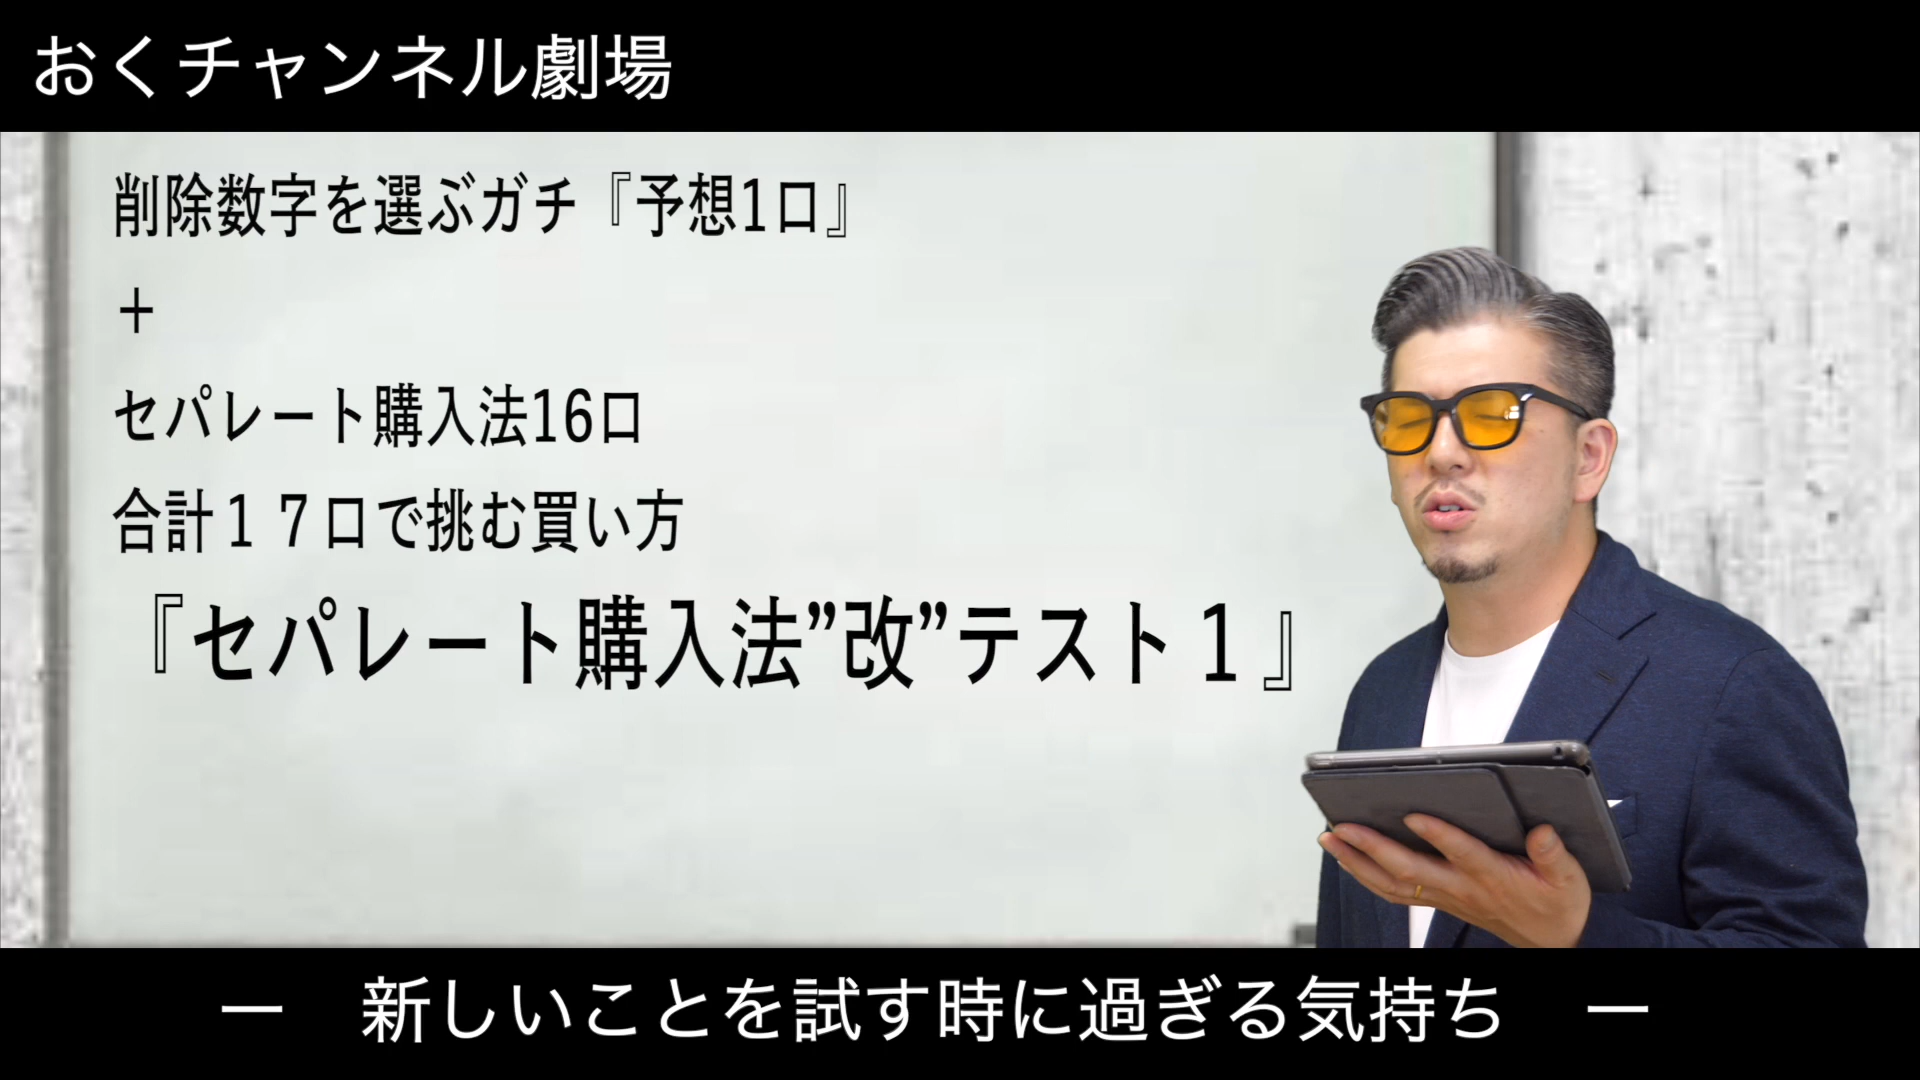 おくチャンネル劇場
削除数字を選ぶガチ『予想1口』
＋
セパレート購入法16口
合計１７口で挑む買い方
『セパレート購入法”改”テスト１』
ー　新しいことを試す時に過ぎる気持ち　ー